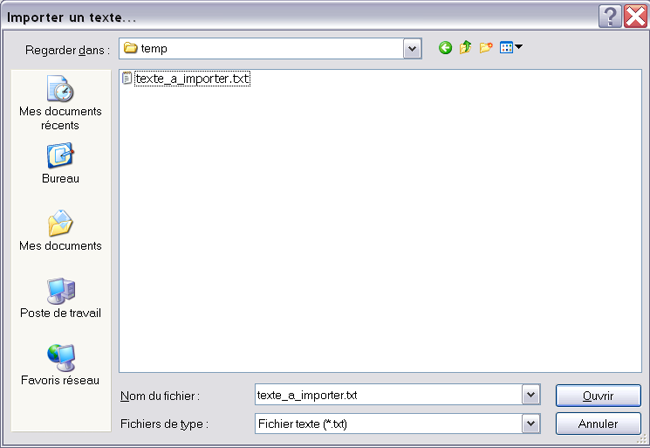 Importer un texte...
Regarder dans :
temp
texte_a_importer.txt
Mes documents
récents
Bureau
Mes documents
Poste de travail
Favoris réseau
Nom du fichier :
texte_a_importer.txt
Ouvrir
Fichiers de type :
Fichier texte (*.txt)
Annuler